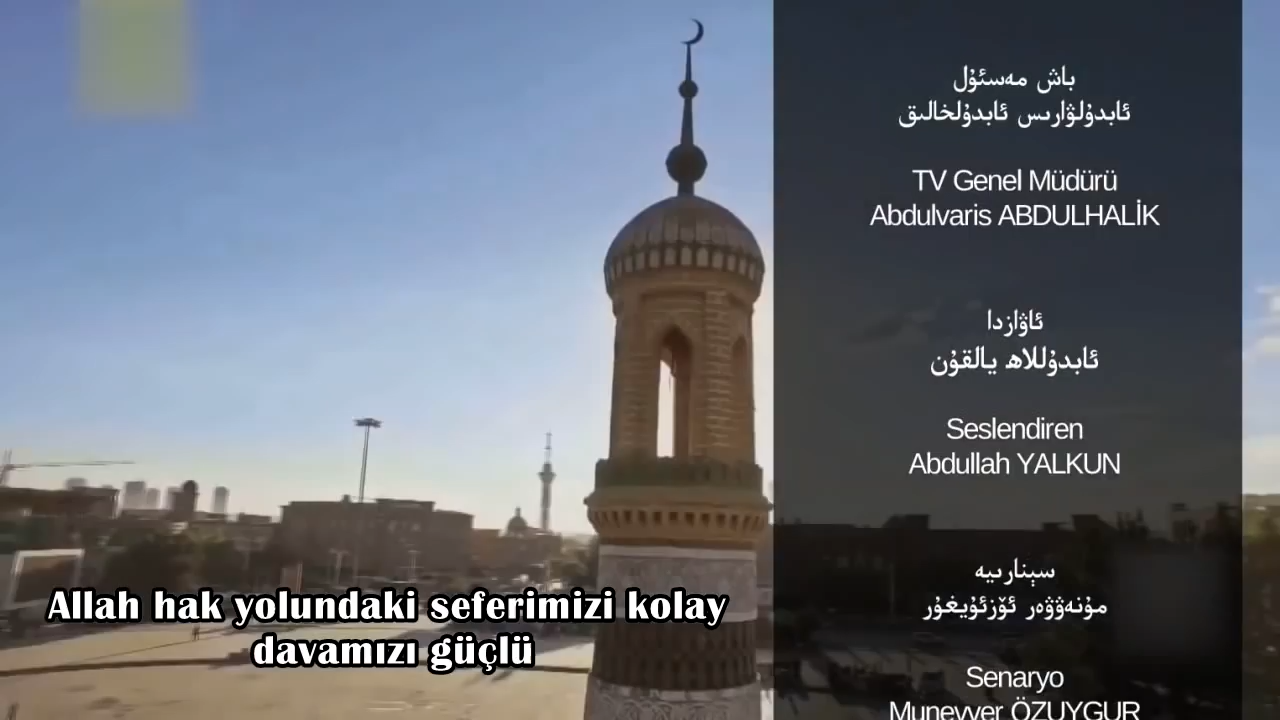 باش مەسئۇل
ئابدۇلۋارىس ئابدۇلخالىق
TV Genel Müdürü
Abdulvaris ABDULHALİK
ئاۋازدا
ئابدۇللاھ يالقۇن
Seslendiren
Abdullah YALKUN
سېنارىيە
مۇنەۋۋەر ئۆزئۇيغۇر
Senaryo
Munevver ÖZUYGUR
Allah hak yolundaki seferimizi kolay
davamızı güçlü